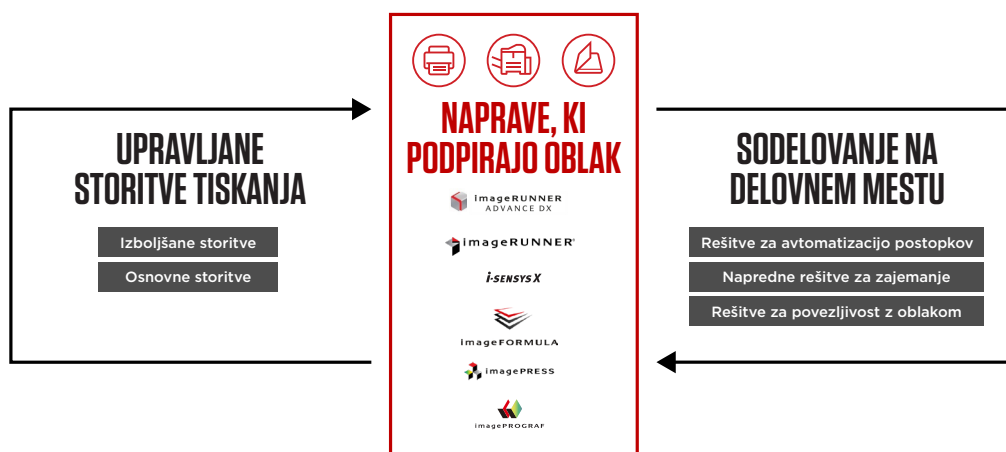 UPRAVLJANE
STORITVE TISKANJA
Izboljšane storitve
Osnovne storitve
NAPRAVE, KI
PODPIRAJO OBLAK
imageRUNNER
ADVANCE DX
imageRUNNER®
i-SENSYS X
imageFORMULA
imagePRESS
imagePROGRAF
SODELOVANJE NA
DELOVNEM MESTU
Rešitve za avtomatizacijo postopkov
Napredne rešitve za zajemanje
Rešitve za povezljivost z oblakom